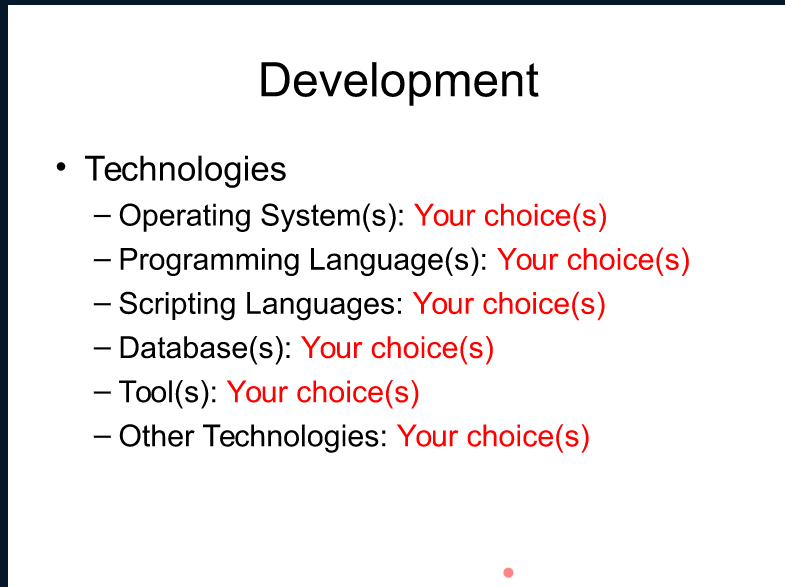 Development
• Technologies
– Operating System(s): Your choice(s)
– Programming Language(s): Your choice(s)
– Scripting Languages: Your choice(s)
– Database(s): Your choice(s)
– Tool(s): Your choice(s)
– Other Technologies: Your choice(s)